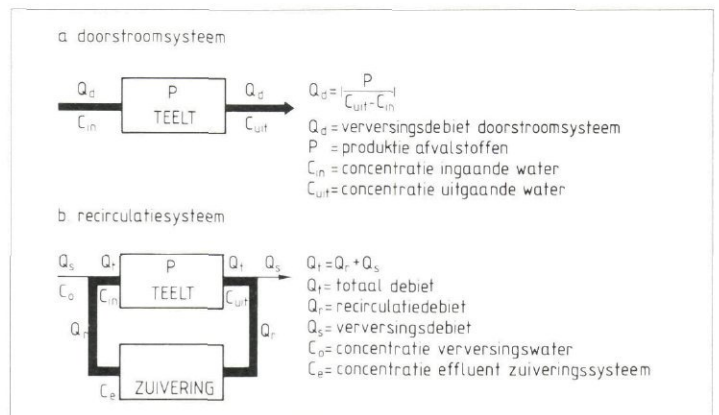 a doorstroomsysteem
Q_d P Q_d
C_in TEELT C_uit
Q_d = |P / (C_uit - C_in)|
Q_d = verversingsdebiet doorstroomsysteem
P = produktie afvalstoffen
C_in = concentratie ingaande water
C_uit = concentratie uitgaande water
b recirculatiesysteem
Q_s Q_t P Q_t Q_s
C_o C_in TEELT C_uit
Q_r Q_r
C_e ZUIVERING
Q_t = Q_r + Q_s
Q_t = totaal debiet
Q_r = recirculatiedebiet
Q_s = verversingsdebiet
C_o = concentratie verversingswater
C_e = concentratie effluent zuiveringssysteem